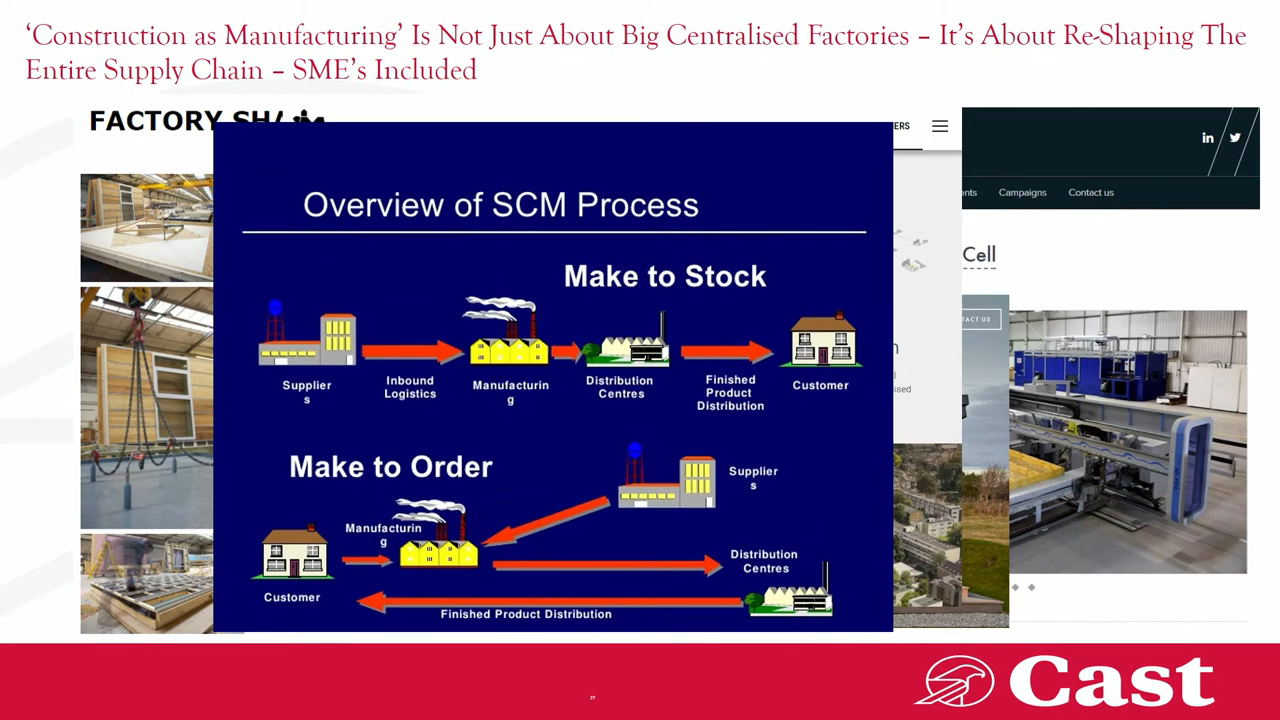 ‘Construction as Manufacturing’ Is Not Just About Big Centralised Factories – It’s About Re-Shaping The
Entire Supply Chain – SME’s Included
FACTORY
ERS
in
Campaigns
Contact us
Cell
Overview of SCM Process
Make to Stock
Supplier
s
Inbound
Logistics
Manufacturin
g
Distribution
Centres
Finished
Product
Distribution
Customer
Make to Order
Supplier
s
Manufacturin
g
Customer
Distribution
Centres
Finished Product Distribution
Cast